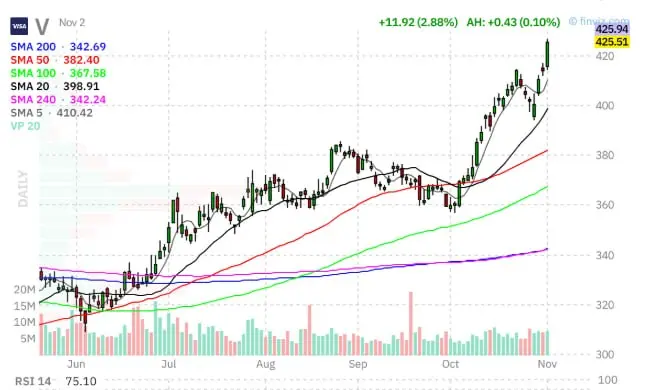 VISA V Nov 2 +11.92 (2.88%) AH: +0.43 (0.10%) © finviz.com
425.94
425.51
SMA 200 · 342.69
SMA 50 · 382.40
SMA 100 · 367.58
SMA 20 · 398.91
SMA 240 · 342.24
SMA 5 · 410.42
VP 20
DAILY
420
400
380
360
340
320
300
20M
15M
10M
5M
Jun Jul Aug Sep Oct Nov
RSI 14 75.10 100